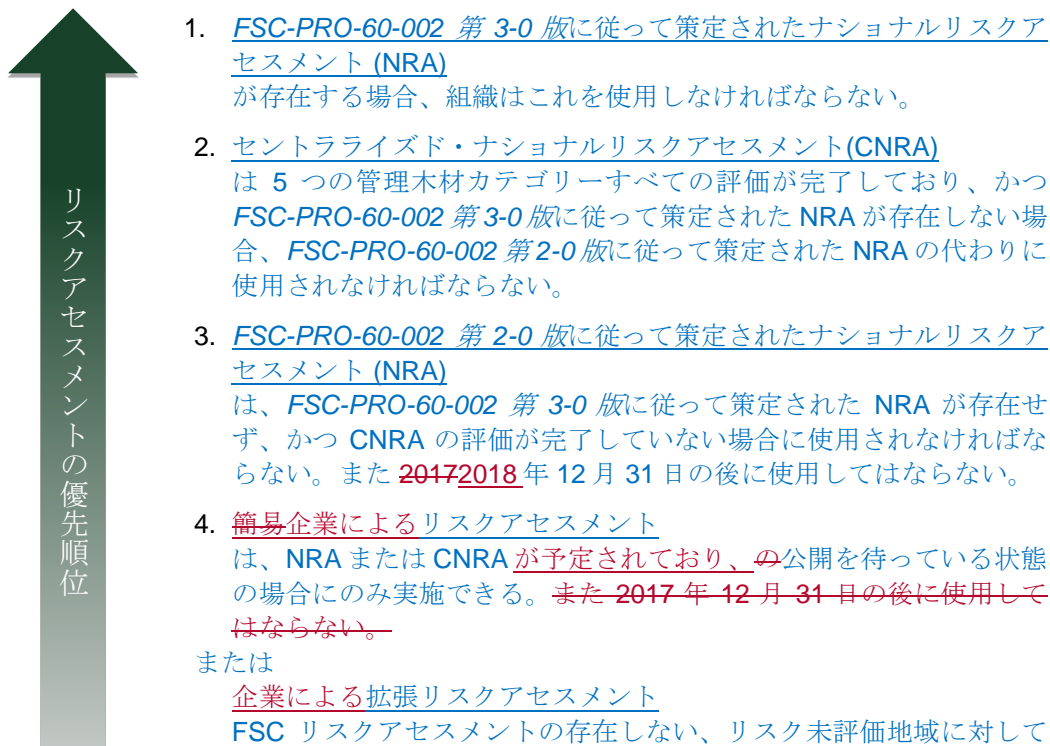 リスクアセスメントの優先順位
1. FSC-PRO-60-002 第 3-0 版に従って策定されたナショナルリスクア
セスメント (NRA)
が存在する場合、組織はこれを使用しなければならない。
2. セントラライズド・ナショナルリスクアセスメント(CNRA)
は 5 つの管理木材カテゴリーすべての評価が完了しており、かつ
FSC-PRO-60-002 第 3-0 版に従って策定された NRA が存在しない場
合、FSC-PRO-60-002 第 2-0 版に従って策定された NRA の代わりに
使用されなければならない。
3. FSC-PRO-60-002 第 2-0 版に従って策定されたナショナルリスクア
セスメント (NRA)
は、FSC-PRO-60-002 第 3-0 版に従って策定された NRA が存在せ
ず、かつ CNRA の評価が完了していない場合に使用されなければな
らない。また 20172018 年 12 月 31 日の後に使用してはならない。
4. 簡易企業によるリスクアセスメント
は、NRA または CNRA が予定されており、の公開を待っている状態
の場合にのみ実施できる。また 2017 年 12 月 31 日の後に使用して
はならない。
または
企業による拡張リスクアセスメント
FSC リスクアセスメントの存在しない、リスク未評価地域に対して